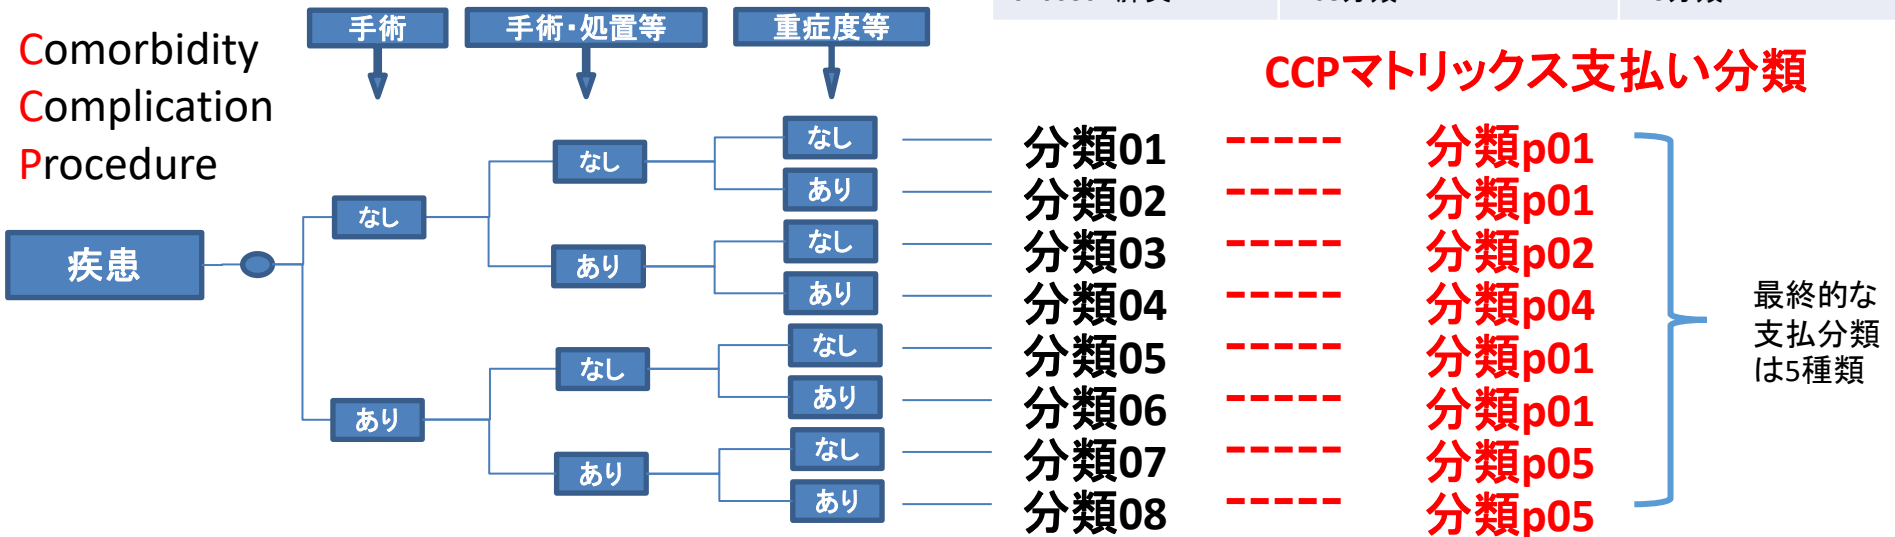 Comorbidity
Complication
Procedure
手術
手術・処置等
重症度等
CCPマトリックス支払い分類
疾患
なし
あり
なし
あり
なし
あり
なし
あり
なし
あり
なし
あり
なし
あり
分類01 ----- 分類p01
分類02 ----- 分類p01
分類03 ----- 分類p02
分類04 ----- 分類p04
分類05 ----- 分類p01
分類06 ----- 分類p01
分類07 ----- 分類p05
分類08 ----- 分類p05
最終的な
支払分類
は5種類